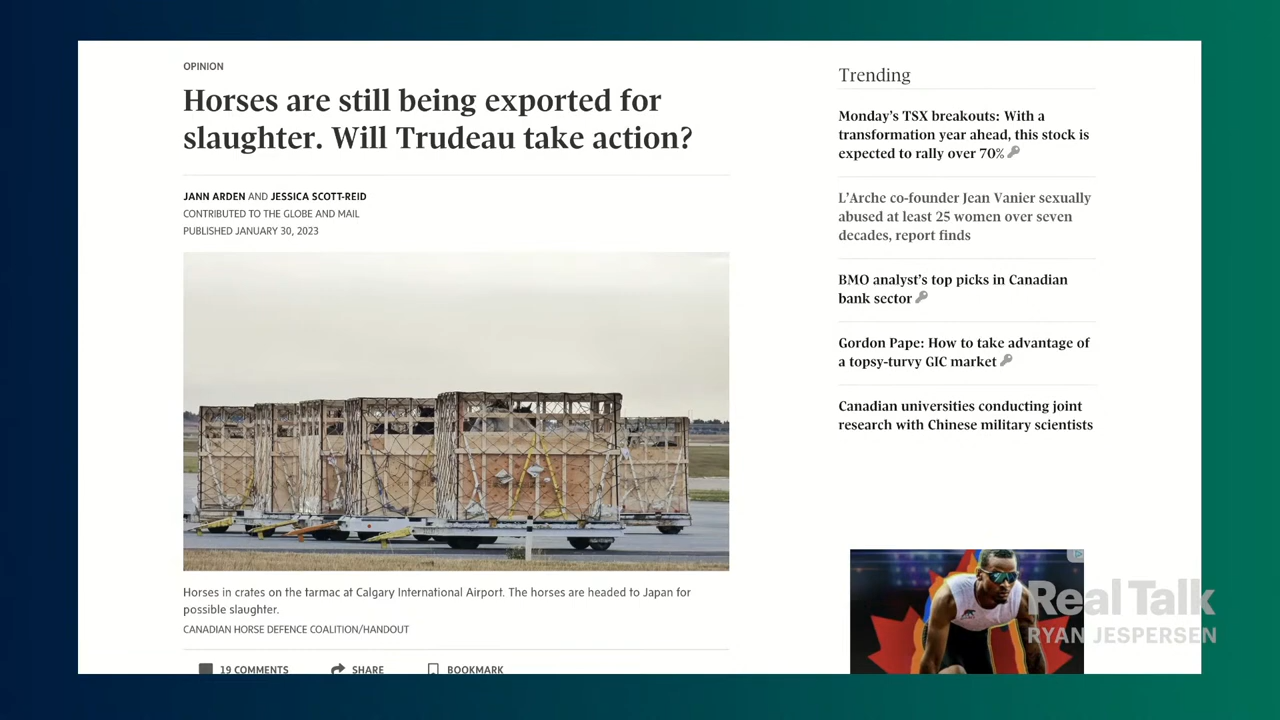 OPINION
Horses are still being exported for
slaughter. Will Trudeau take action?
JANN ARDEN AND JESSICA SCOTT-REID
CONTRIBUTED TO THE GLOBE AND MAIL
PUBLISHED JANUARY 30, 2023
Horses in crates on the tarmac at Calgary International Airport. The horses are headed to Japan for
possible slaughter.
CANADIAN HORSE DEFENCE COALITION/HANDOUT
19 COMMENTS SHARE BOOKMARK
Trending
Monday's TSX breakouts: With a
transformation year ahead, this stock is
expected to rally over 70%
L'Arche co-founder Jean Vanier sexually
abused at least 25 women over seven
decades, report finds
BMO analyst's top picks in Canadian
bank sector
Gordon Pape: How to take advantage of
a topsy-turvy GIC market
Canadian universities conducting joint
research with Chinese military scientists
Real Talk
RYAN JESPERSEN